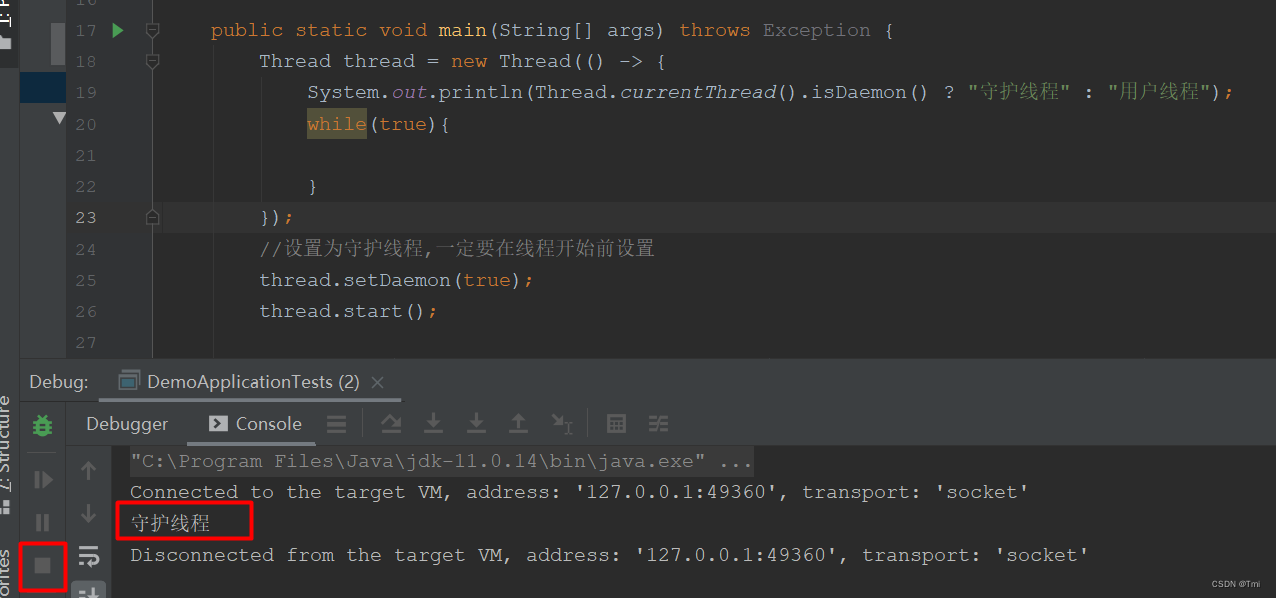 16
17 public static void main(String[] args) throws Exception {
18 Thread thread = new Thread(() -> {
19 System.out.println(Thread.currentThread().isDaemon() ? "守护线程" : "用户线程");
20 while(true){
21
22 }
23 });
24 //设置为守护线程,一定要在线程开始前设置
25 thread.setDaemon(true);
26 thread.start();
27
Debug: DemoApplicationTests (2)
Debugger Console
"C:\Program Files\Java\jdk-11.0.14\bin\java.exe" ...
Connected to the target VM, address: '127.0.0.1:49360', transport: 'socket'
守护线程
Disconnected from the target VM, address: '127.0.0.1:49360', transport: 'socket'
Z: Structure
CSDN @Tmi